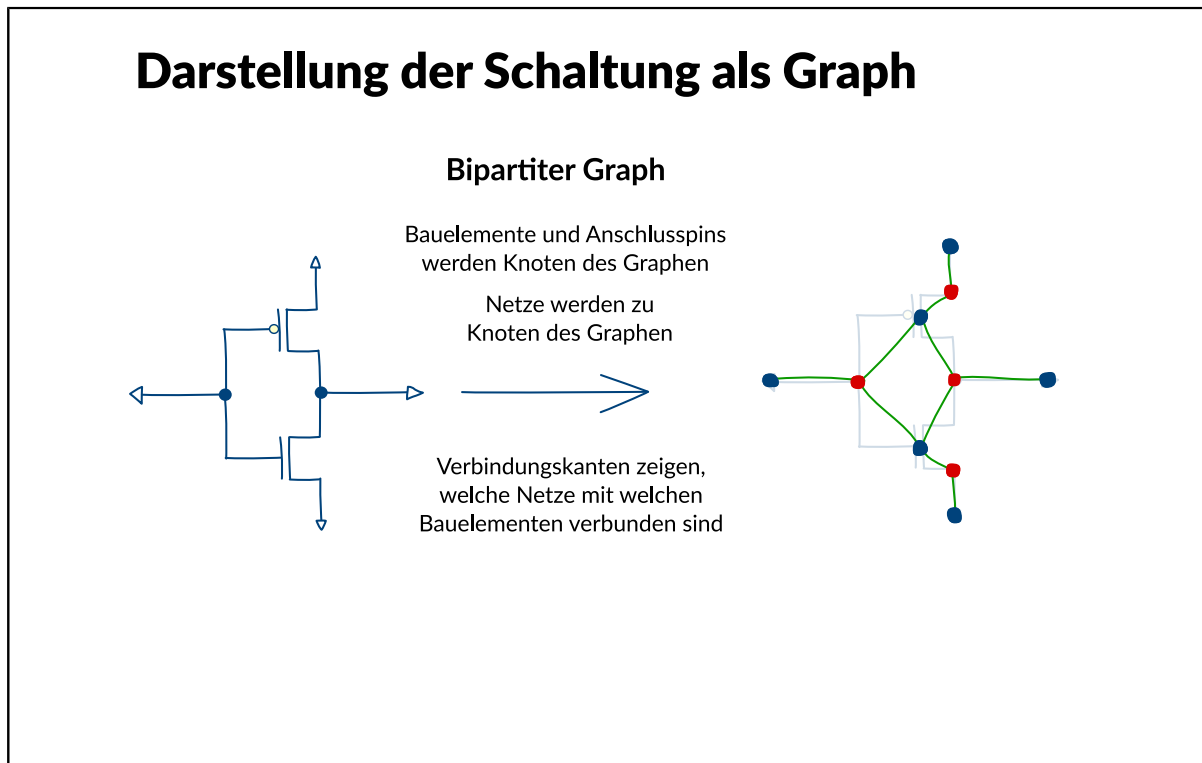 Darstellung der Schaltung als Graph
Bipartiter Graph
Bauelemente und Anschlusspins
werden Knoten des Graphen
Netze werden zu
Knoten des Graphen
Verbindungskanten zeigen,
welche Netze mit welchen
Bauelementen verbunden sind